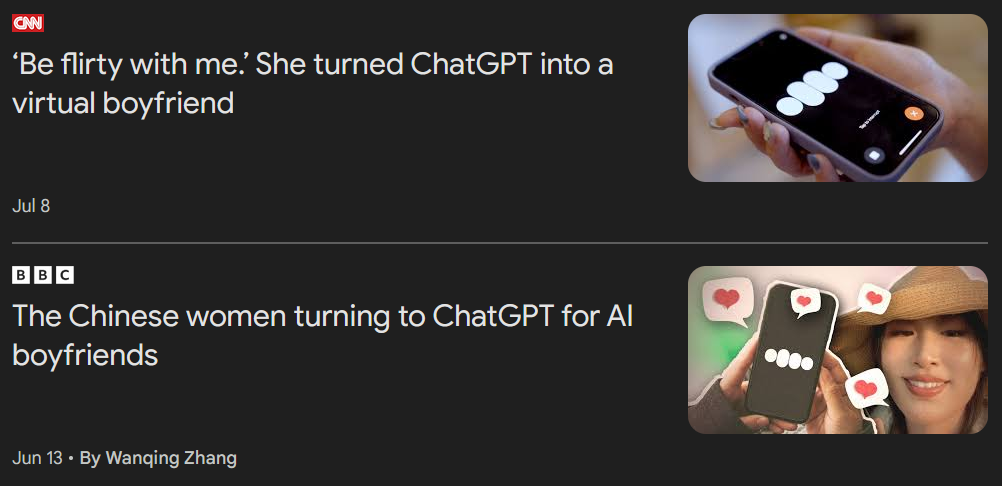 CNN
‘Be flirty with me.’ She turned ChatGPT into a
virtual boyfriend
Jul 8
BBC
The Chinese women turning to ChatGPT for AI
boyfriends
Jun 13 • By Wanqing Zhang